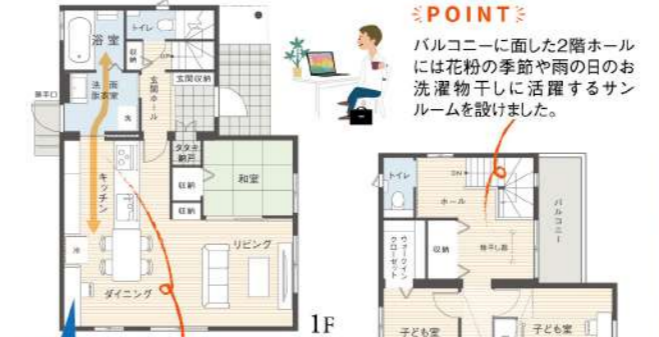 POINT
バルコニーに面した2階ホール
には花粉の季節や雨の日のお
洗濯物干しに活躍するサン
ルームを設けました。
浴室
トイレ
収納
UP
玄関収納
玄関ホール
洗面
脱衣室
洗
勝手口
キッチン
収納
和室
収納
冷
リビング
ダイニング
1F
トイレ
DN
ホール
バルコニー
ウォークイン
クローゼット
収納
物干し場
子ども室
子ども室